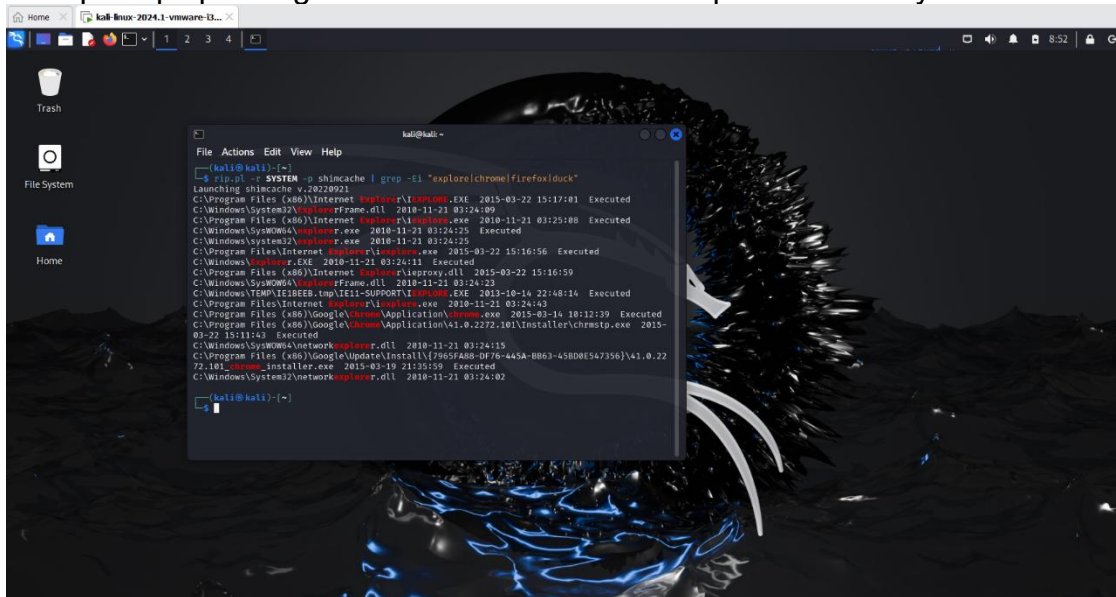 Home kali-linux-2024.1-vmware-i3...
1 2 3 4 8:52
Trash
File System
Home
kali@kali: ~
File Actions Edit View Help
(kali㉿kali)-[~]
$ rip.pl -r SYSTEM -p shimcache | grep -Ei "explore|chrome|firefox|duck"
Launching shimcache v.20220921
C:\Program Files (x86)\Internet Explorer\IEXPLORE.EXE 2015-03-22 15:17:01 Executed
C:\Windows\System32\ExplorerFrame.dll 2010-11-21 03:24:09
C:\Program Files (x86)\Internet Explorer\iexplore.exe 2010-11-21 03:25:08 Executed
C:\Windows\SysWOW64\explorer.exe 2010-11-21 03:24:25 Executed
C:\Windows\system32\explorer.exe 2010-11-21 03:24:25
C:\Program Files\Internet Explorer\iexplore.exe 2015-03-22 15:16:56 Executed
C:\Windows\Explorer.EXE 2010-11-21 03:24:11 Executed
C:\Program Files (x86)\Internet Explorer\ieproxy.dll 2015-03-22 15:16:59
C:\Windows\SysWOW64\ExplorerFrame.dll 2010-11-21 03:24:23
C:\Windows\TEMP\IE1BEEB.tmp\IE11-SUPPORT\IEXPLORE.EXE 2013-10-14 22:48:14 Executed
C:\Program Files\Internet Explorer\iexplore.exe 2010-11-21 03:24:43
C:\Program Files (x86)\Google\Chrome\Application\chrome.exe 2015-03-14 10:12:39 Executed
C:\Program Files (x86)\Google\Chrome\Application\41.0.2272.101\Installer\chrmstp.exe 2015-
03-22 15:11:43 Executed
C:\Windows\SysWOW64\networkexplorer.dll 2010-11-21 03:24:15
C:\Program Files (x86)\Google\Update\Install\{7965FA88-DF76-445A-BB63-45BD0E547356}\41.0.22
72.101_chrome_installer.exe 2015-03-19 21:35:59 Executed
C:\Windows\System32\networkexplorer.dll 2010-11-21 03:24:02
(kali㉿kali)-[~]
$